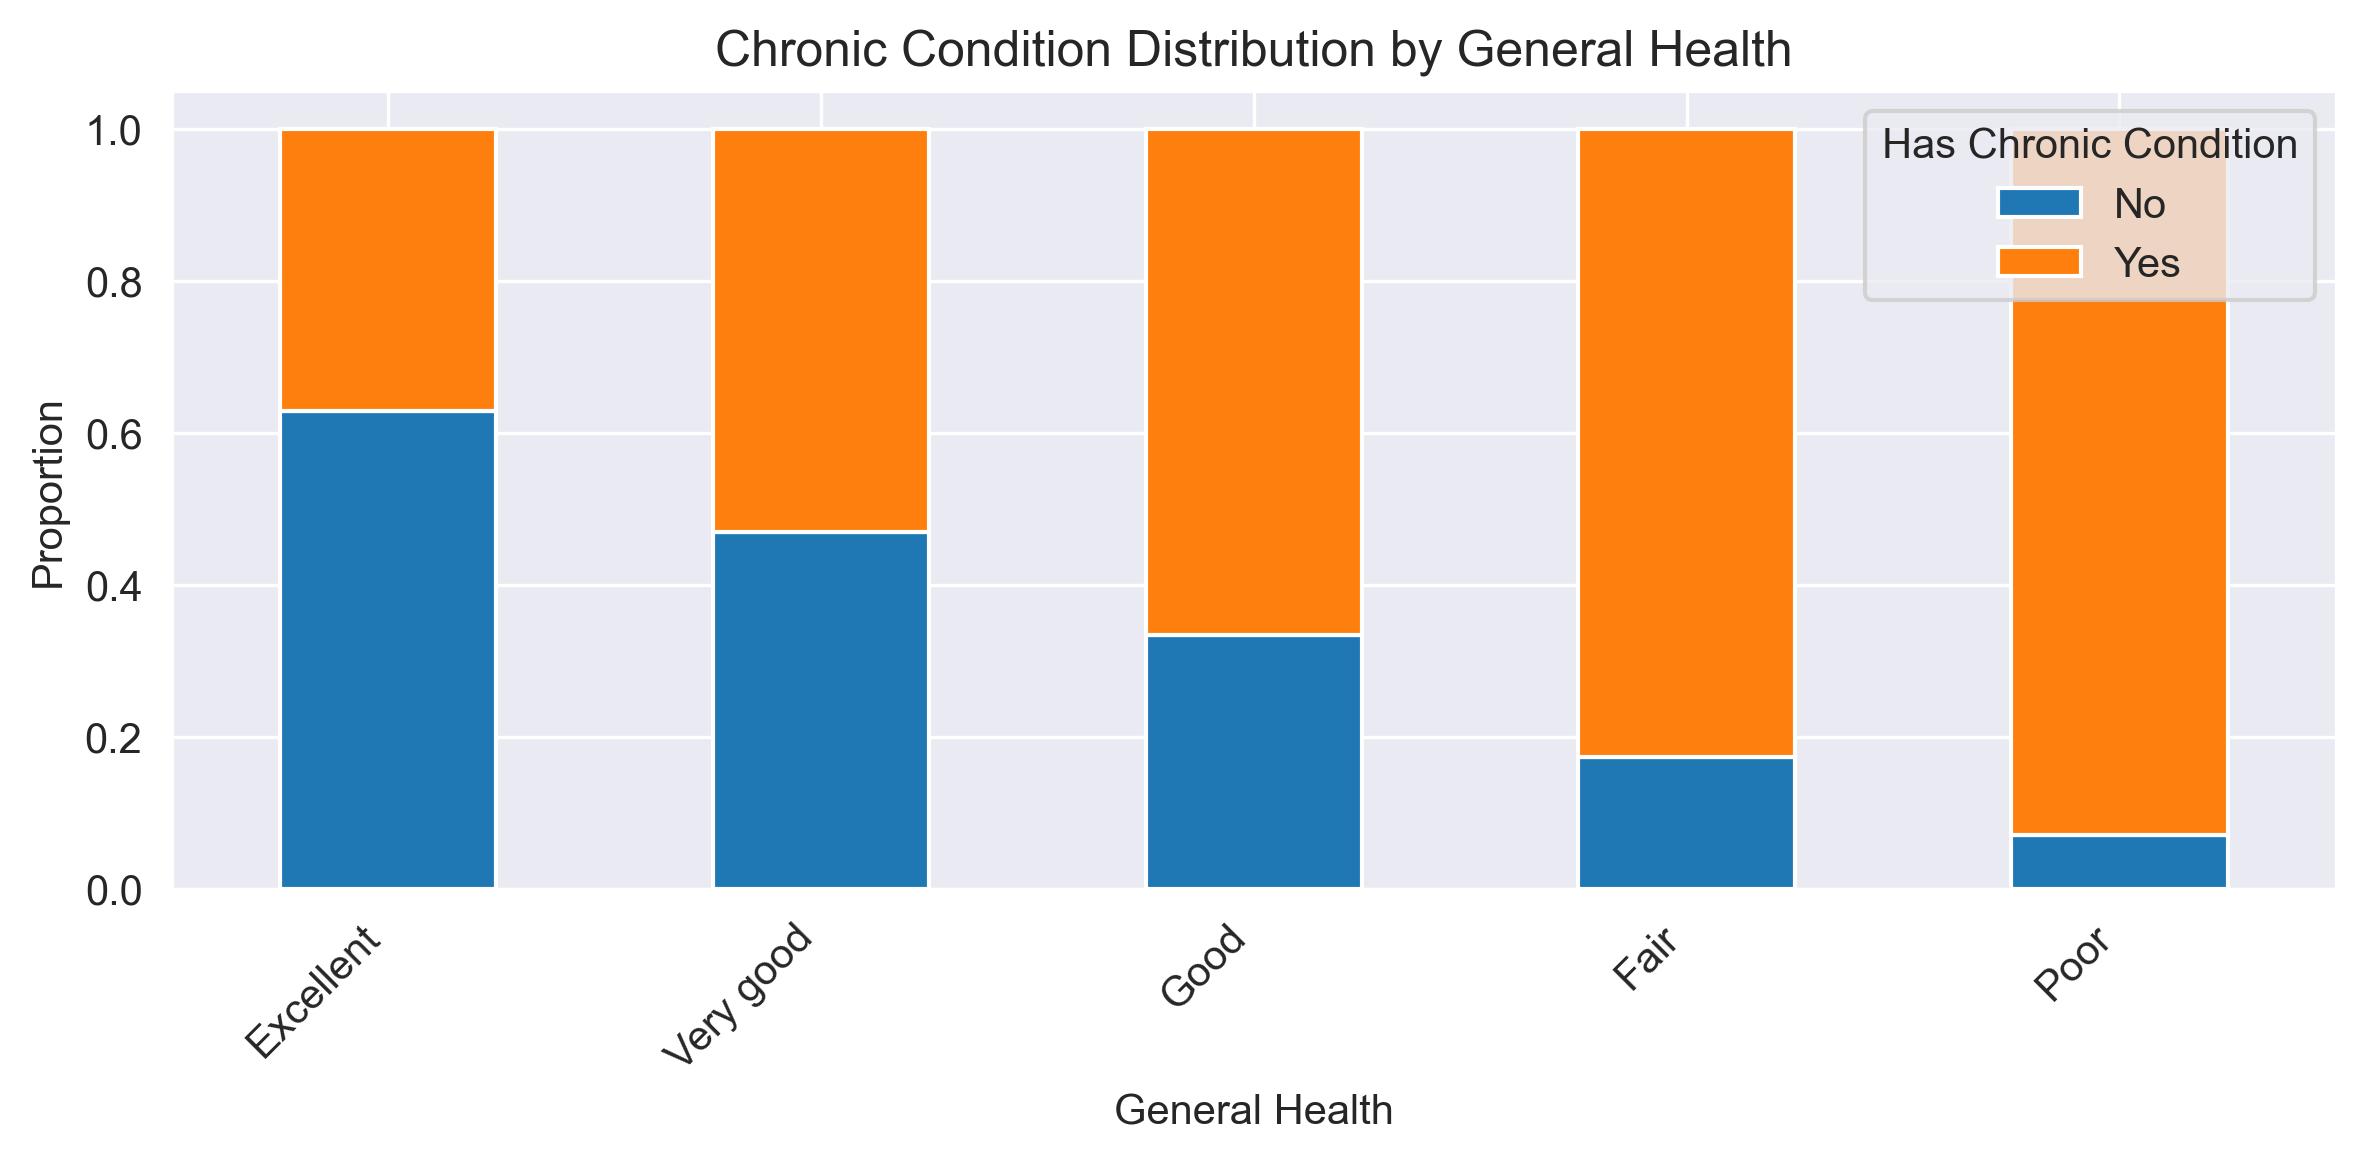 Chronic Condition Distribution by General Health
Has Chronic Condition
No
Yes
Proportion
1.0
0.8
0.6
0.4
0.2
0.0
Excellent
Very good
Good
Fair
Poor
General Health